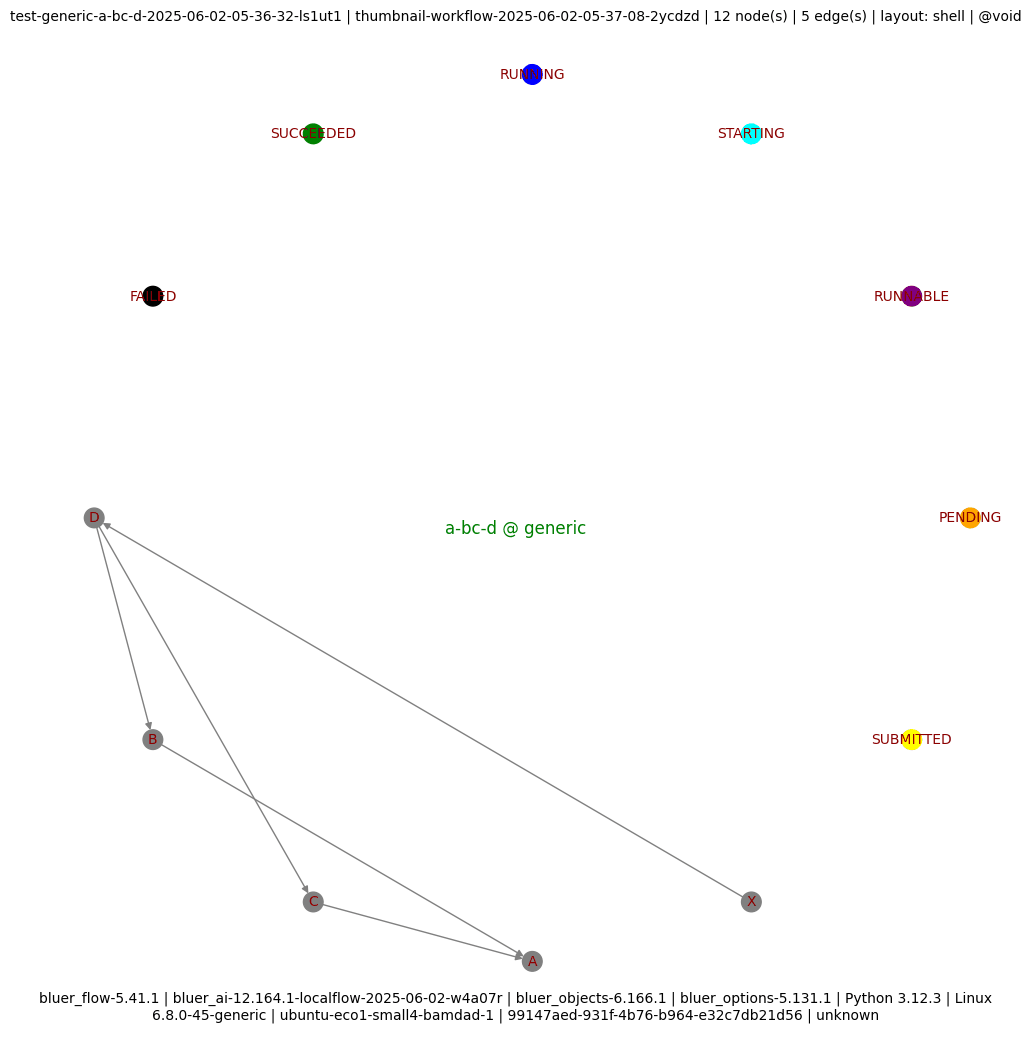 test-generic-a-bc-d-2025-06-02-05-36-32-ls1ut1 | thumbnail-workflow-2025-06-02-05-37-08-2ycdzd | 12 node(s) | 5 edge(s) | layout: shell | @void
RUNNING
SUCCEEDED
STARTING
FAILED
RUNNABLE
D
PENDING
a-bc-d @ generic
B
SUBMITTED
C
X
A
bluer_flow-5.41.1 | bluer_ai-12.164.1-localflow-2025-06-02-w4a07r | bluer_objects-6.166.1 | bluer_options-5.131.1 | Python 3.12.3 | Linux
6.8.0-45-generic | ubuntu-eco1-small4-bamdad-1 | 99147aed-931f-4b76-b964-e32c7db21d56 | unknown